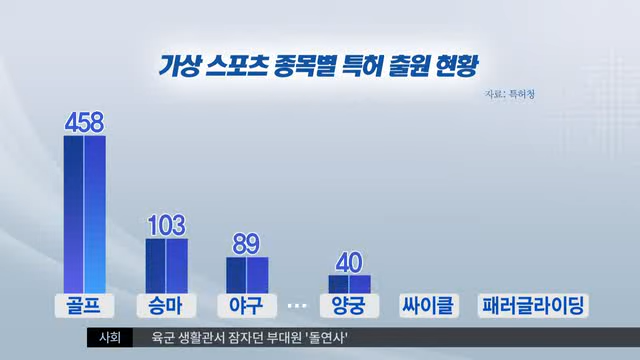 가상 스포츠 종목별 특허 출원 현황
자료: 특허청
458
103
89
40
골프 승마 야구 … 양궁 싸이클 패러글라이딩
사회 육군 생활관서 잠자던 부대원 '돌연사'